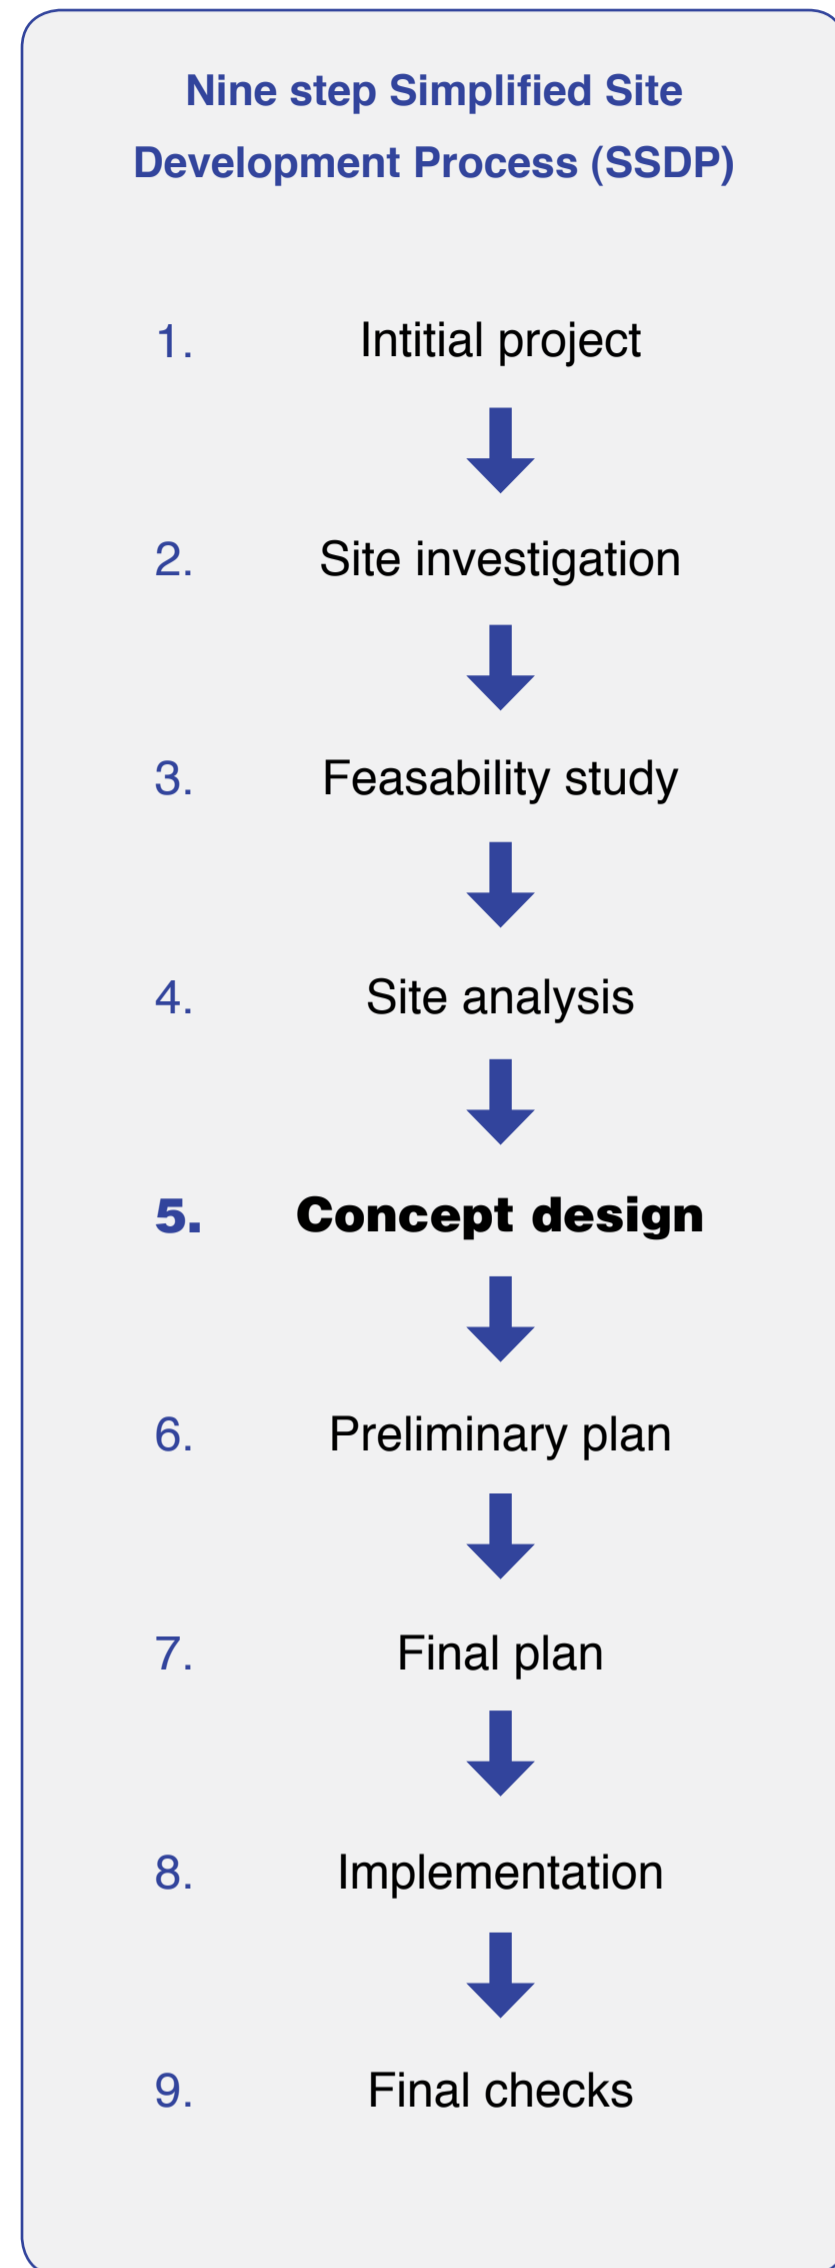 Nine step Simplified Site
Development Process (SSDP)
1. Intitial project
2. Site investigation
3. Feasability study
4. Site analysis
5. Concept design
6. Preliminary plan
7. Final plan
8. Implementation
9. Final checks